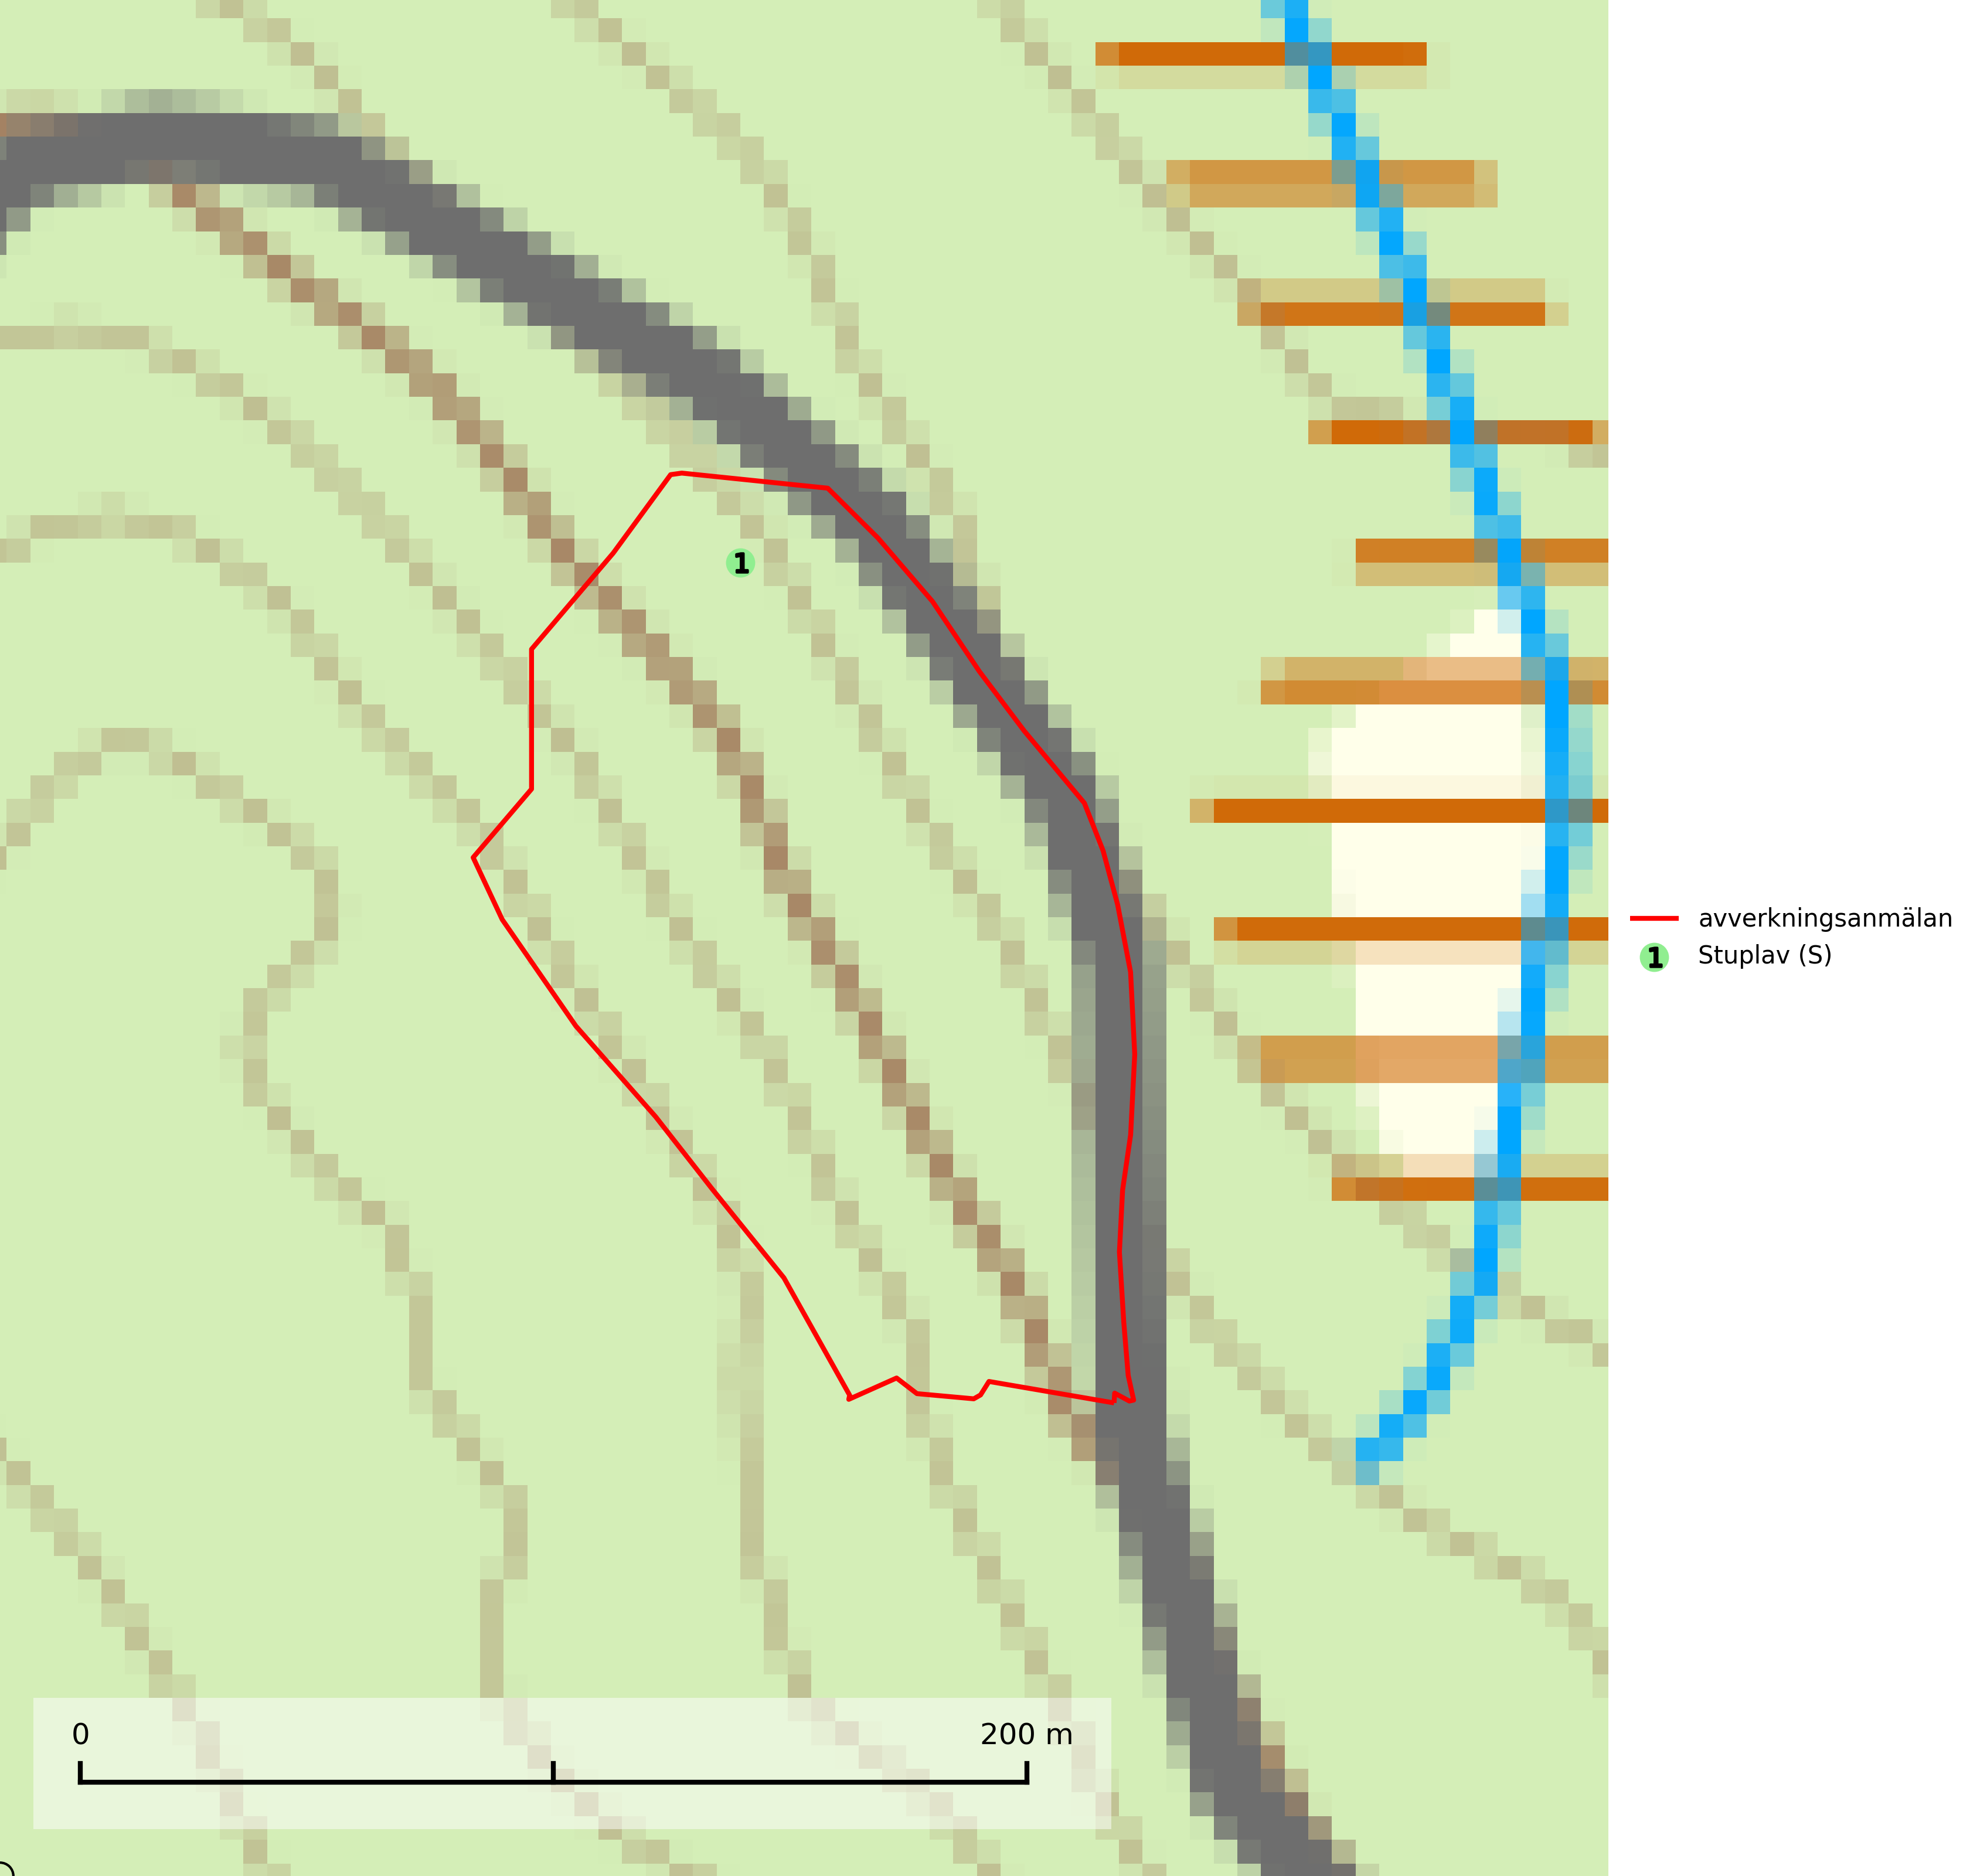 1
avverkningsanmälan
1 Stuplav (S)
0 200 m